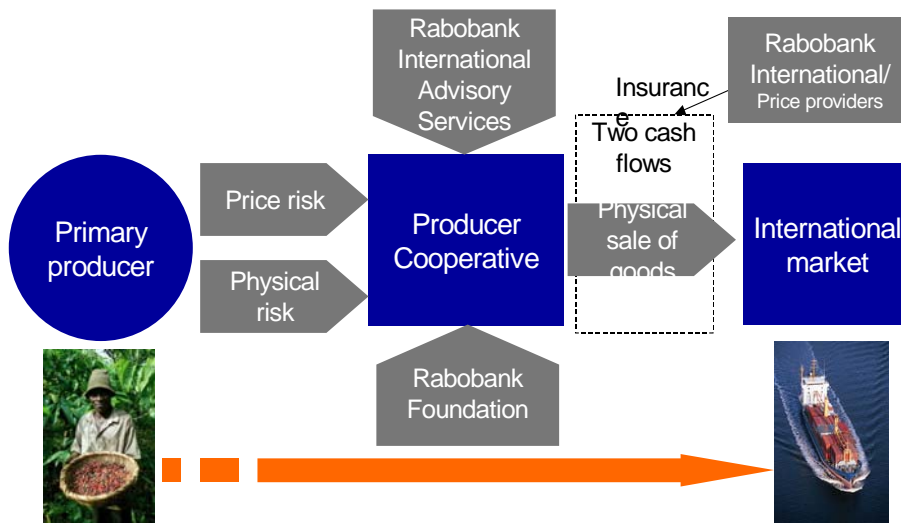 Rabobank
International
Advisory
Services
Insuranc
e
Rabobank
International/
Price providers
Two cash
flows
Primary
producer
Price risk
Physical
risk
Producer
Cooperative
Physical
sale of
goods
International
market
Rabobank
Foundation